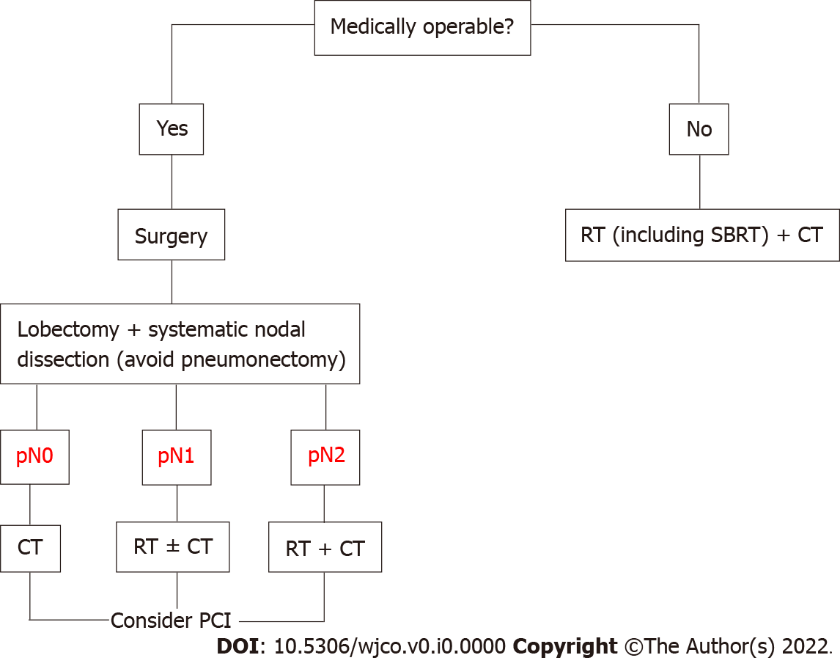 Medically operable?
Yes
No
Surgery
RT (including SBRT) + CT
Lobectomy + systematic nodal
dissection (avoid pneumonectomy)
pN0
pN1
pN2
CT
RT ± CT
RT + CT
Consider PCI
DOI: 10.5306/wjco.v0.i0.0000 Copyright ©The Author(s) 2022.